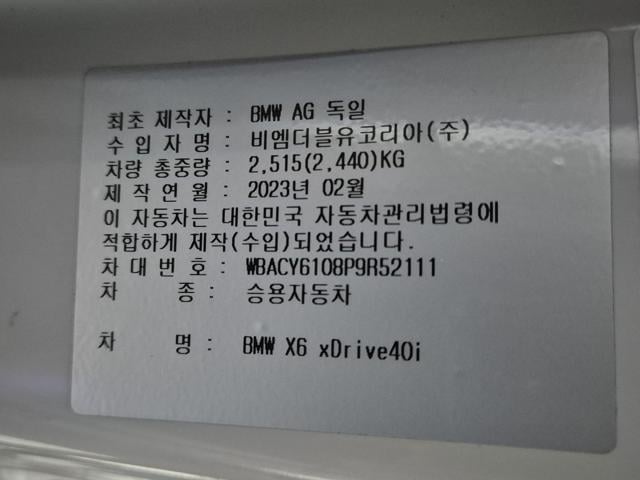 최초 제작자 : BMW AG 독일
수 입 자 명 : 비엠더블유코리아(주)
차량 총중량 : 2,515(2,440)KG
제 작 연 월 : 2023년 02월
이 자동차는 대한민국 자동차관리법령에
적합하게 제작(수입)되었습니다.
차 대 번 호 : WBACY6108P9R52111
차 종 : 승용자동차
차 명 : BMW X6 xDrive40i